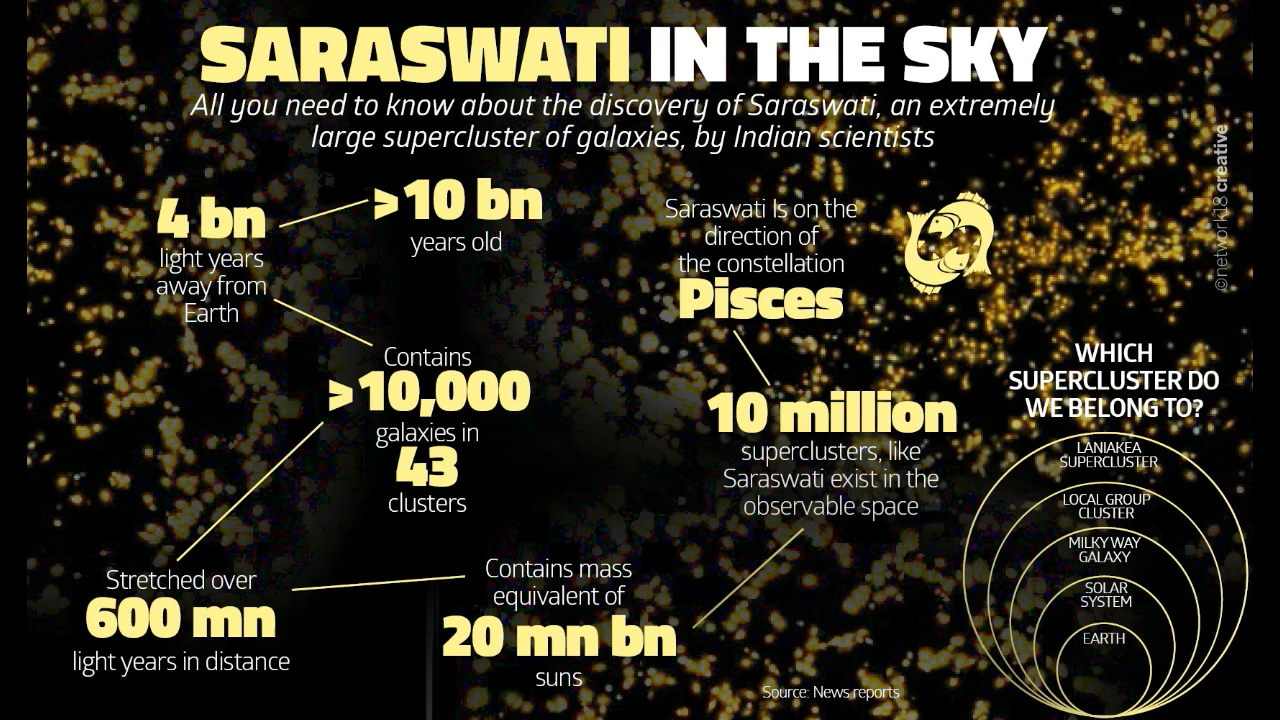 SARASWATI IN THE SKY
All you need to know about the discovery of Saraswati, an extremely
large supercluster of galaxies, by Indian scientists
4 bn
light years
away from
Earth
>10 bn
years old
Contains
>10,000
galaxies in
43
clusters
Stretched over
600 mn
light years in distance
Contains mass
equivalent of
20 mn bn
suns
Saraswati Is on the
direction of
the constellation
Pisces
10 million
superclusters, like
Saraswati exist in the
observable space
WHICH
SUPERCLUSTER DO
WE BELONG TO?
LANIAKEA
SUPERCLUSTER
LOCAL GROUP
CLUSTER
MILKY WAY
GALAXY
SOLAR
SYSTEM
EARTH
Source: News reports
©network18 creative